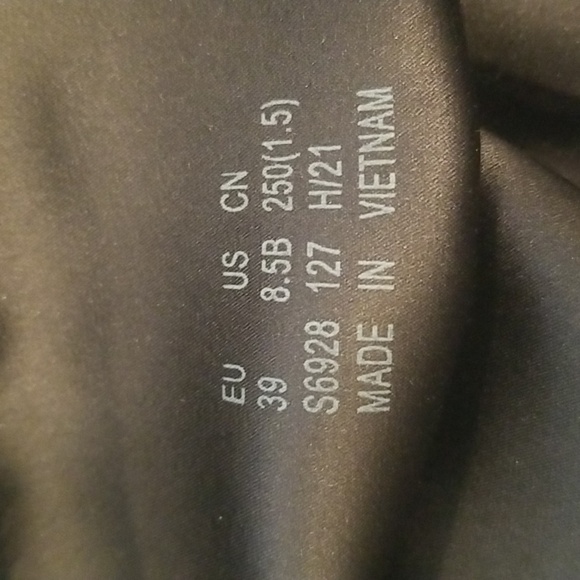 EU US CN
39 8.5B 250(1.5)
S6928 127 H/21
MADE IN VIETNAM